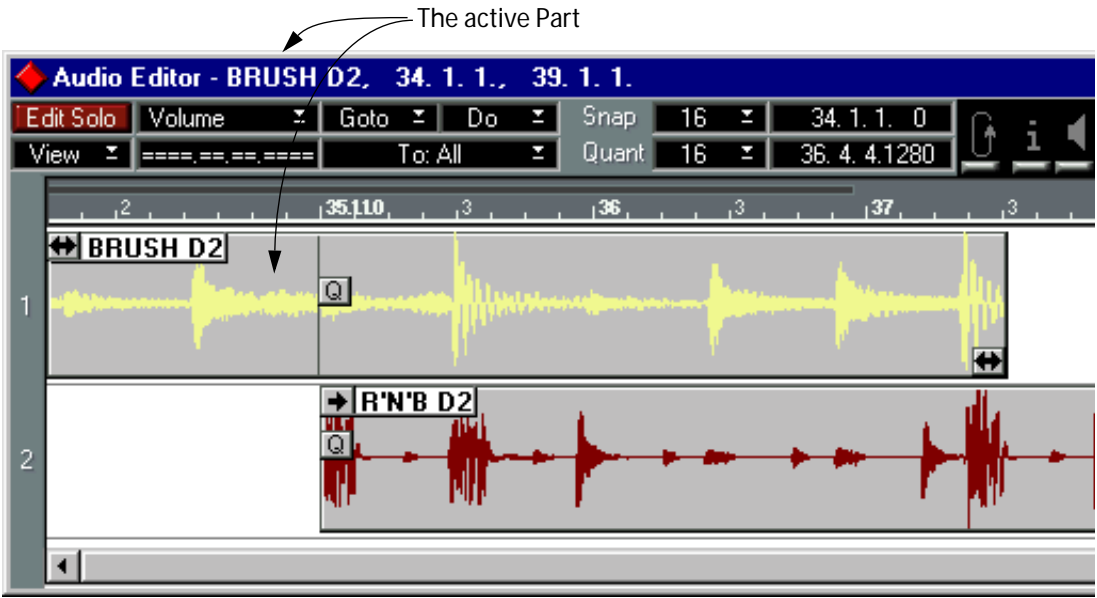 The active Part
Audio Editor - BRUSH D2, 34. 1. 1., 39. 1. 1.
Edit Solo Volume Goto Do Snap 16 34. 1. 1. 0
View ====.==.==.==== To: All Quant 16 36. 4. 4.1280
2 35.1.1.0 3 36 3 37 3
BRUSH D2
1
Q
R'N'B D2
Q
2